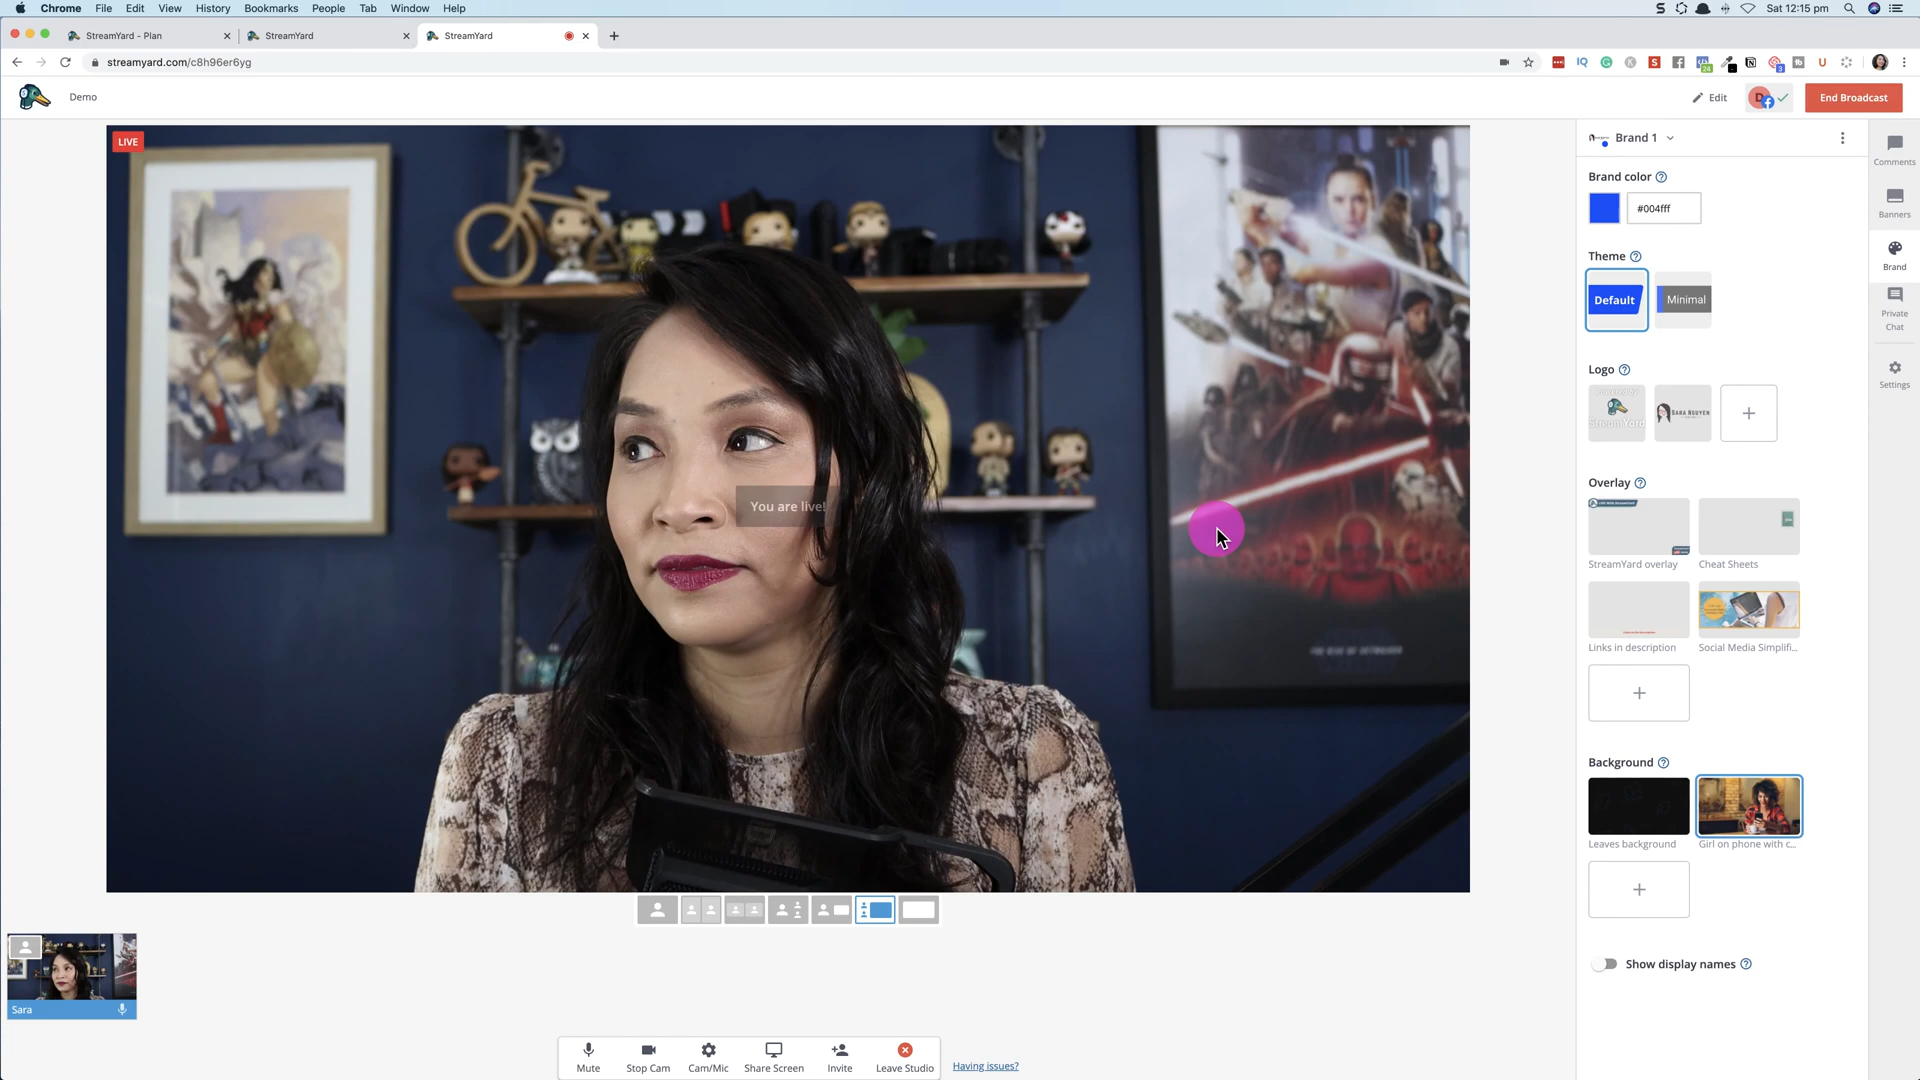 Chrome File Edit View History Bookmarks People Tab Window Help
Sat 12:15 pm
StreamYard - Plan
StreamYard
StreamYard
streamyard.com/c8h96er6yg
Demo
Edit
End Broadcast
LIVE
You are live!
Brand 1
Brand color
#004fff
Theme
Default
Minimal
Logo
StreamYard
SARA NGUYEN
Overlay
StreamYard overlay
Cheat Sheets
Links in description
Social Media Simplifi...
Background
Leaves background
Girl on phone with c...
Show display names
Comments
Banners
Brand
Private
Chat
Settings
Sara
Mute
Stop Cam
Cam/Mic
Share Screen
Invite
Leave Studio
Having issues?